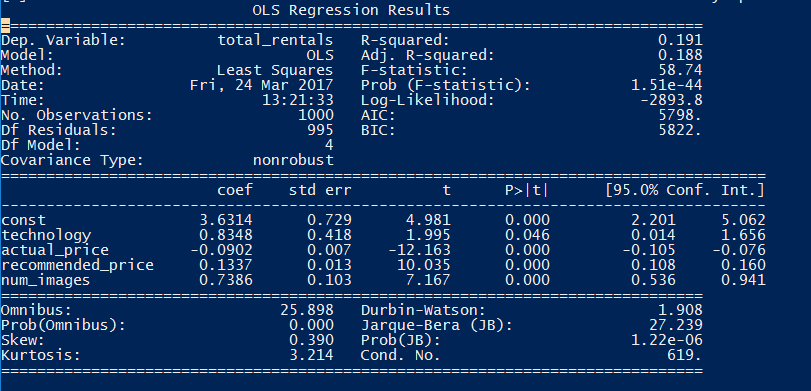 OLS Regression Results
==============================================================================
Dep. Variable: total_rentals R-squared: 0.191
Model: OLS Adj. R-squared: 0.188
Method: Least Squares F-statistic: 58.74
Date: Fri, 24 Mar 2017 Prob (F-statistic): 1.51e-44
Time: 13:21:33 Log-Likelihood: -2893.8
No. Observations: 1000 AIC: 5798.
Df Residuals: 995 BIC: 5822.
Df Model: 4
Covariance Type: nonrobust
=====================================================================================
coef std err t P>|t| [95.0% Conf. Int.]
-------------------------------------------------------------------------------------
const 3.6314 0.729 4.981 0.000 2.201 5.062
technology 0.8348 0.418 1.995 0.046 0.014 1.656
actual_price -0.0902 0.007 -12.163 0.000 -0.105 -0.076
recommended_price 0.1337 0.013 10.035 0.000 0.108 0.160
num_images 0.7386 0.103 7.167 0.000 0.536 0.941
==============================================================================
Omnibus: 25.898 Durbin-Watson: 1.908
Prob(Omnibus): 0.000 Jarque-Bera (JB): 27.239
Skew: 0.390 Prob(JB): 1.22e-06
Kurtosis: 3.214 Cond. No. 619.
==============================================================================